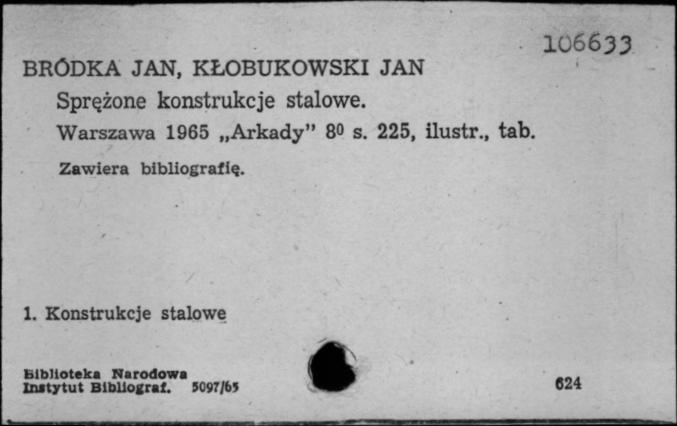 106633
BRÓDKA JAN, KŁOBUKOWSKI JAN
Sprężone konstrukcje stalowe.
Warszawa 1965 „Arkady” 8⁰ s. 225, ilustr., tab.
Zawiera bibliografię.
1. Konstrukcje stalowe
Biblioteka Narodowa
Instytut Bibliograf. 5097/65
624